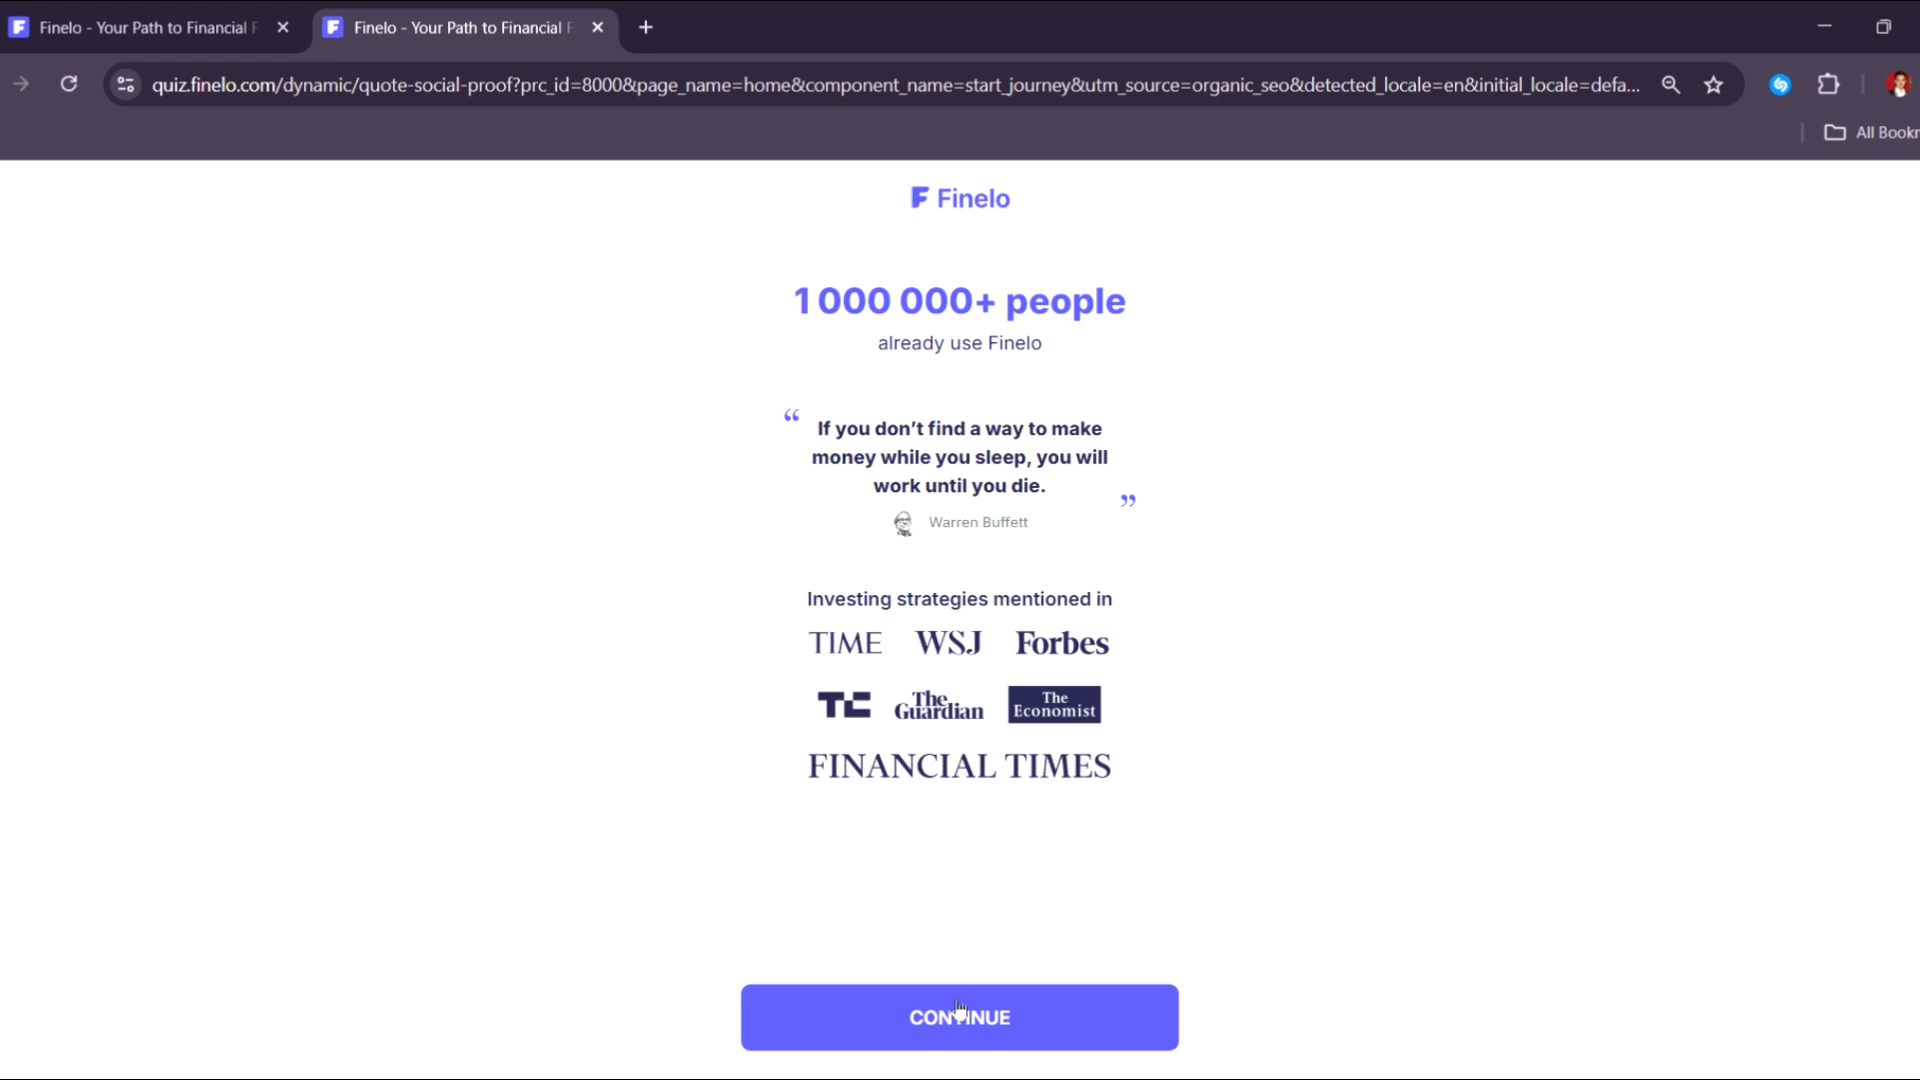 Finelo - Your Path to Financial F
Finelo - Your Path to Financial F
quiz.finelo.com/dynamic/quote-social-proof?prc_id=8000&page_name=home&component_name=start_journey&utm_source=organic_seo&detected_locale=en&initial_locale=defa...
All Bookr
Finelo
1 000 000+ people
already use Finelo
“ If you don’t find a way to make
money while you sleep, you will
work until you die. ”
Warren Buffett
Investing strategies mentioned in
TIME WSJ Forbes
TC The Guardian The Economist
FINANCIAL TIMES
CONTINUE